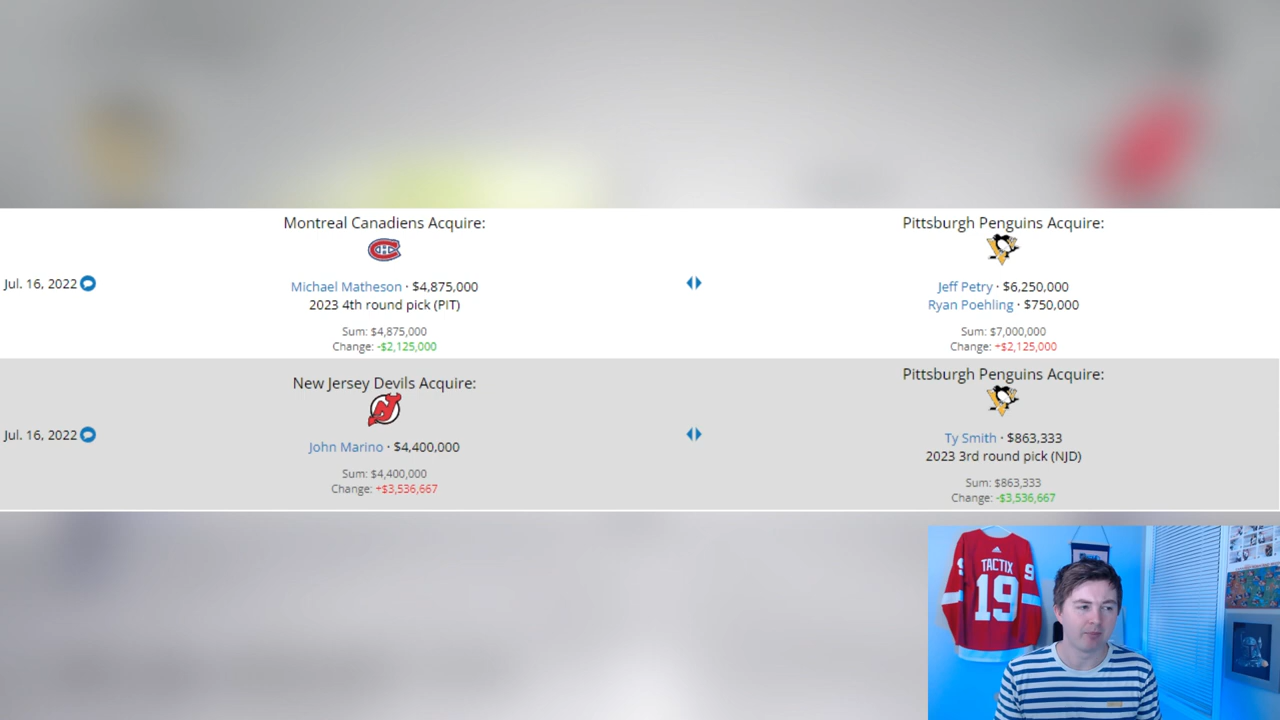 Montreal Canadiens Acquire:
Pittsburgh Penguins Acquire:
Jul. 16, 2022
Michael Matheson · $4,875,000
2023 4th round pick (PIT)
Jeff Petry · $6,250,000
Ryan Poehling · $750,000
Sum: $4,875,000
Change: -$2,125,000
Sum: $7,000,000
Change: +$2,125,000
New Jersey Devils Acquire:
Pittsburgh Penguins Acquire:
Jul. 16, 2022
John Marino · $4,400,000
Ty Smith · $863,333
2023 3rd round pick (NJD)
Sum: $4,400,000
Change: +$3,536,667
Sum: $863,333
Change: -$3,536,667
TACTIX
19
9